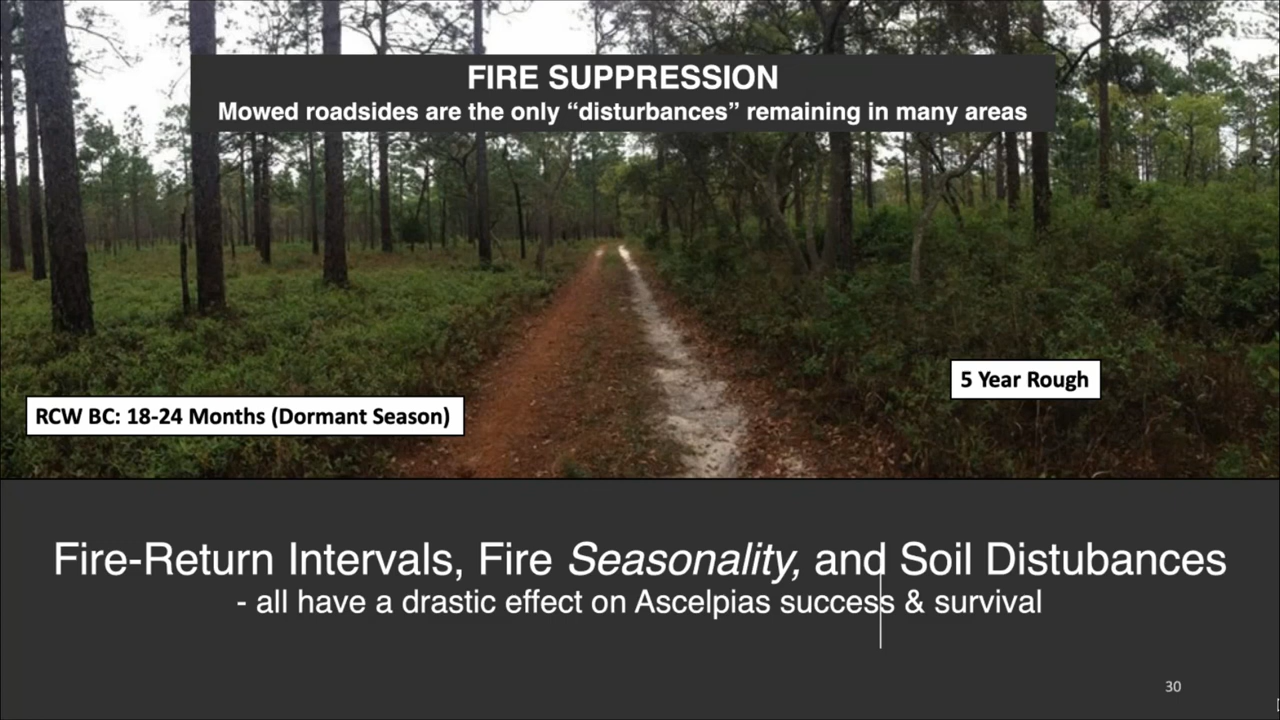 FIRE SUPPRESSION
Mowed roadsides are the only “disturbances” remaining in many areas
5 Year Rough
RCW BC: 18-24 Months (Dormant Season)
Fire-Return Intervals, Fire Seasonality, and Soil Distubances
- all have a drastic effect on Ascelpias success & survival
30